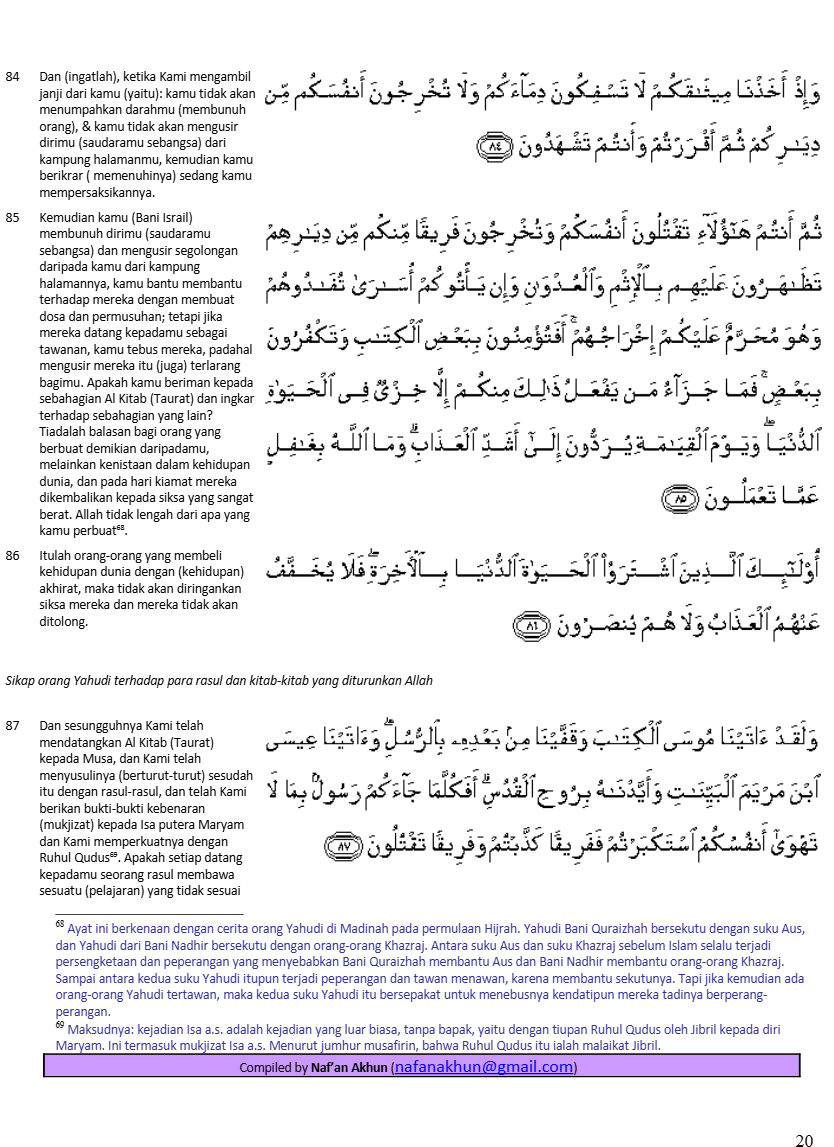 84 Dan (ingatlah), ketika Kami mengambil
janji dari kamu (yaitu): kamu tidak akan
menumpahkan darahmu (membunuh
orang), & kamu tidak akan mengusir
dirimu (saudaramu sebangsa) dari
kampung halamanmu, kemudian kamu
berikrar ( memenuhinya) sedang kamu
mempersaksikannya.
وَإِذْ أَخَذْنَا مِيثَـٰقَكُمْ لَا تَسْفِكُونَ دِمَآءَكُمْ وَلَا تُخْرِجُونَ أَنفُسَكُم مِّن
دِيَـٰرِكُمْ ثُمَّ أَقْرَرْتُمْ وَأَنتُمْ تَشْهَدُونَ ﴿٨٤﴾
85 Kemudian kamu (Bani Israil)
membunuh dirimu (saudaramu
sebangsa) dan mengusir segolongan
daripada kamu dari kampung
halamannya, kamu bantu membantu
terhadap mereka dengan membuat
dosa dan permusuhan; tetapi jika
mereka datang kepadamu sebagai
tawanan, kamu tebus mereka, padahal
mengusir mereka itu (juga) terlarang
bagimu. Apakah kamu beriman kepada
sebahagian Al Kitab (Taurat) dan ingkar
terhadap sebahagian yang lain?
Tiadalah balasan bagi orang yang
berbuat demikian daripadamu,
melainkan kenistaan dalam kehidupan
dunia, dan pada hari kiamat mereka
dikembalikan kepada siksa yang sangat
berat. Allah tidak lengah dari apa yang
kamu perbuat⁶⁸.
ثُمَّ أَنتُمْ هَـٰٓؤُلَآءِ تَقْتُلُونَ أَنفُسَكُمْ وَتُخْرِجُونَ فَرِيقًا مِّنكُم مِّن دِيَـٰرِهِمْ
تَظَـٰهَرُونَ عَلَيْهِم بِٱلْإِثْمِ وَٱلْعُدْوَٰنِ وَإِن يَأْتُوكُمْ أُسَـٰرَىٰ تُفَـٰدُوهُمْ
وَهُوَ مُحَرَّمٌ عَلَيْكُمْ إِخْرَاجُهُمْ ۚ أَفَتُؤْمِنُونَ بِبَعْضِ ٱلْكِتَـٰبِ وَتَكْفُرُونَ
بِبَعْضٍ ۚ فَمَا جَزَآءُ مَن يَفْعَلُ ذَٰلِكَ مِنكُمْ إِلَّا خِزْىٌ فِى ٱلْحَيَوٰةِ
ٱلدُّنْيَا ۖ وَيَوْمَ ٱلْقِيَـٰمَةِ يُرَدُّونَ إِلَىٰٓ أَشَدِّ ٱلْعَذَابِ ۗ وَمَا ٱللَّهُ بِغَـٰفِلٍ
عَمَّا تَعْمَلُونَ ﴿٨٥﴾
86 Itulah orang-orang yang membeli
kehidupan dunia dengan (kehidupan)
akhirat, maka tidak akan diringankan
siksa mereka dan mereka tidak akan
ditolong.
أُو۟لَـٰٓئِكَ ٱلَّذِينَ ٱشْتَرَوُا۟ ٱلْحَيَوٰةَ ٱلدُّنْيَا بِٱلْـَٔاخِرَةِ ۖ فَلَا يُخَفَّفُ
عَنْهُمُ ٱلْعَذَابُ وَلَا هُمْ يُنصَرُونَ ﴿٨٦﴾
Sikap orang Yahudi terhadap para rasul dan kitab-kitab yang diturunkan Allah
87 Dan sesungguhnya Kami telah
mendatangkan Al Kitab (Taurat)
kepada Musa, dan Kami telah
menyusulinya (berturut-turut) sesudah
itu dengan rasul-rasul, dan telah Kami
berikan bukti-bukti kebenaran
(mukjizat) kepada Isa putera Maryam
dan Kami memperkuatnya dengan
Ruhul Qudus⁶⁹. Apakah setiap datang
kepadamu seorang rasul membawa
sesuatu (pelajaran) yang tidak sesuai
وَلَقَدْ ءَاتَيْنَا مُوسَى ٱلْكِتَـٰبَ وَقَفَّيْنَا مِنۢ بَعْدِهِۦ بِٱلرُّسُلِ ۖ وَءَاتَيْنَا عِيسَى
ٱبْنَ مَرْيَمَ ٱلْبَيِّنَـٰتِ وَأَيَّدْنَـٰهُ بِرُوحِ ٱلْقُدُسِ ۗ أَفَكُلَّمَا جَآءَكُمْ رَسُولٌۢ بِمَا لَا
تَهْوَىٰٓ أَنفُسُكُمُ ٱسْتَكْبَرْتُمْ فَفَرِيقًا كَذَّبْتُمْ وَفَرِيقًا تَقْتُلُونَ ﴿٨٧﴾
⁶⁸ Ayat ini berkenaan dengan cerita orang Yahudi di Madinah pada permulaan Hijrah. Yahudi Bani Quraizhah bersekutu dengan suku Aus,
dan Yahudi dari Bani Nadhir bersekutu dengan orang-orang Khazraj. Antara suku Aus dan suku Khazraj sebelum Islam selalu terjadi
persengketaan dan peperangan yang menyebabkan Bani Quraizhah membantu Aus dan Bani Nadhir membantu orang-orang Khazraj.
Sampai antara kedua suku Yahudi itupun terjadi peperangan dan tawan menawan, karena membantu sekutunya. Tapi jika kemudian ada
orang-orang Yahudi tertawan, maka kedua suku Yahudi itu bersepakat untuk menebusnya kendatipun mereka tadinya berperang-
perangan.
⁶⁹ Maksudnya: kejadian Isa a.s. adalah kejadian yang luar biasa, tanpa bapak, yaitu dengan tiupan Ruhul Qudus oleh Jibril kepada diri
Maryam. Ini termasuk mukjizat Isa a.s. Menurut jumhur musafirin, bahwa Ruhul Qudus itu ialah malaikat Jibril.
Compiled by Naf’an Akhun (nafanakhun@gmail.com)
20